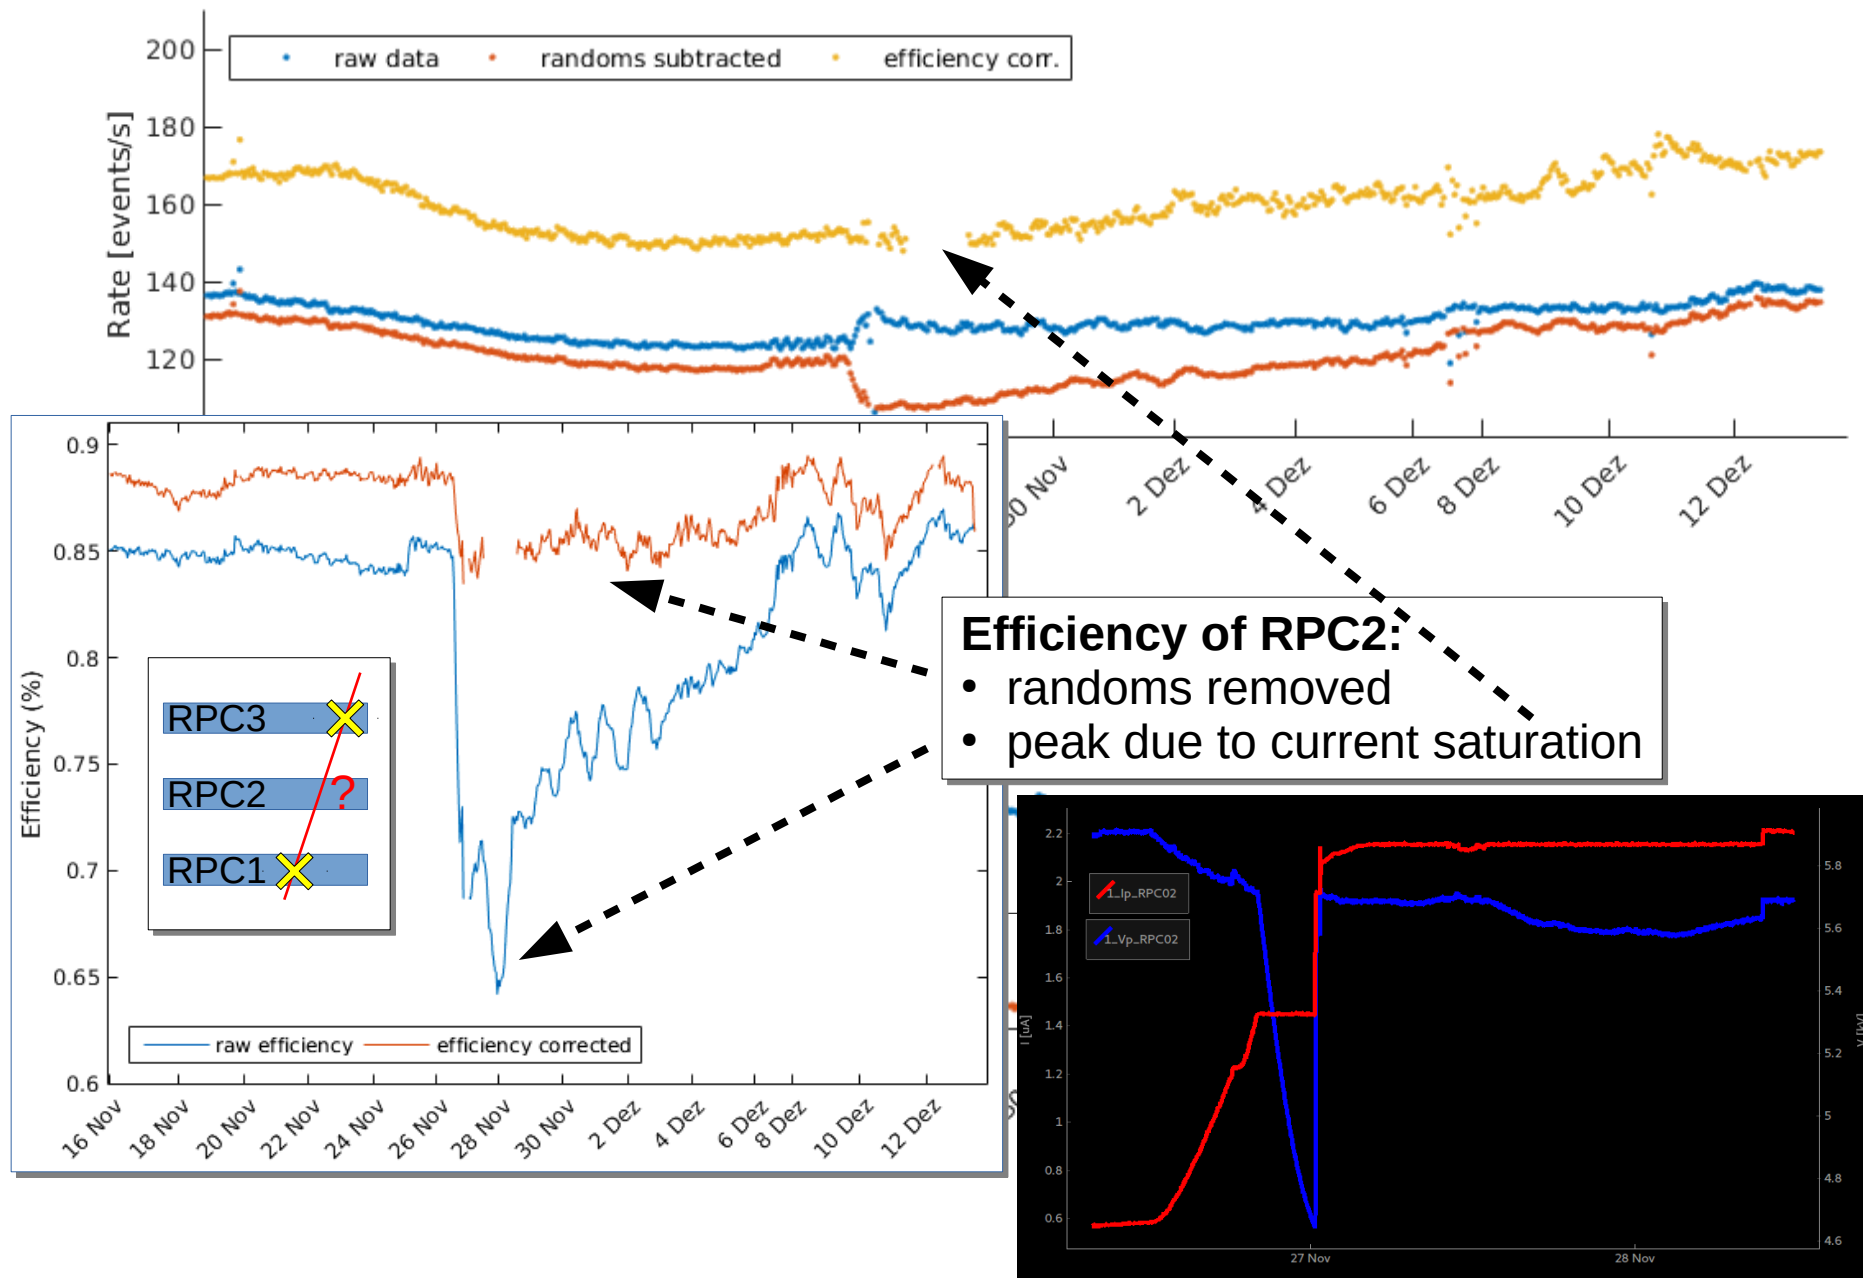 200
180
160
140
120
Rate [events/s]
raw data
randoms subtracted
efficiency corr.
30 Nov
2 Dez
4 Dez
6 Dez
8 Dez
10 Dez
12 Dez
0.9
0.85
0.8
0.75
0.7
0.65
0.6
Efficiency (%)
RPC3
RPC2
?
RPC1
raw efficiency
efficiency corrected
16 Nov
18 Nov
20 Nov
22 Nov
24 Nov
26 Nov
28 Nov
30 Nov
2 Dez
4 Dez
6 Dez
8 Dez
10 Dez
12 Dez
Efficiency of RPC2:
• randoms removed
• peak due to current saturation
2.2
2
1.8
1.6
1.4
1.2
1
0.8
0.6
I [uA]
1_Ip_RPC02
1_Vp_RPC02
5.8
5.6
5.4
5.2
5
4.8
4.6
27 Nov
28 Nov